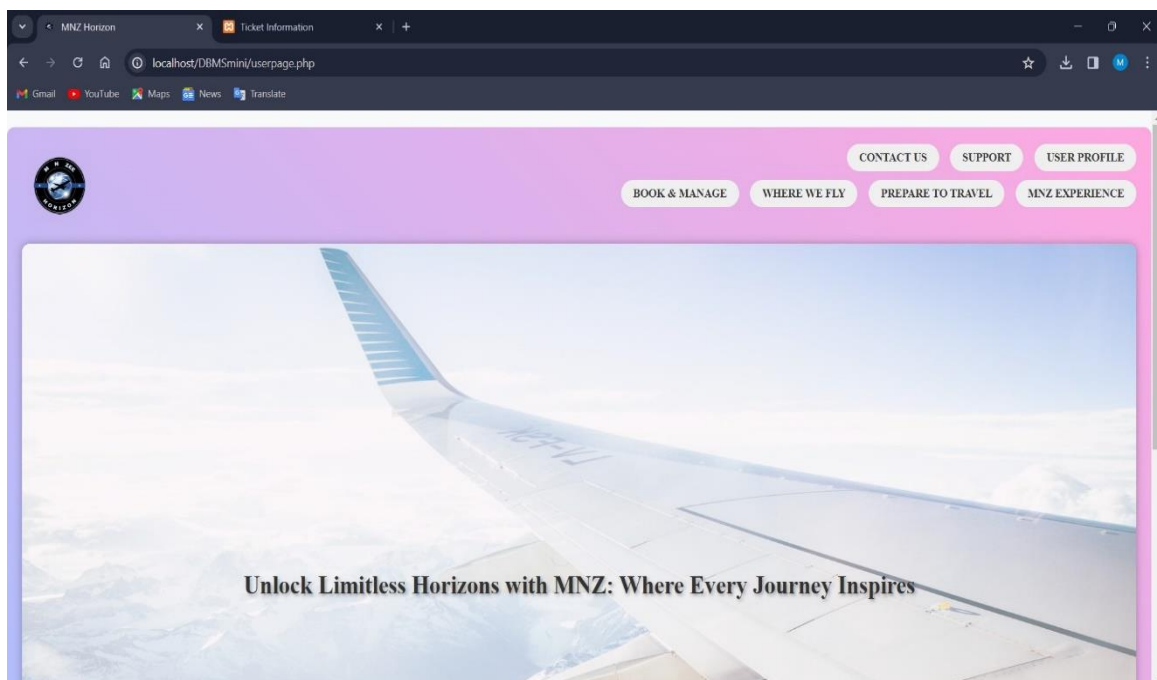 MNZ Horizon
Ticket Information
localhost/DBMSmini/userpage.php
M
Gmail
YouTube
Maps
News
Translate
CONTACT US
SUPPORT
USER PROFILE
BOOK & MANAGE
WHERE WE FLY
PREPARE TO TRAVEL
MNZ EXPERIENCE
HORIZON
Unlock Limitless Horizons with MNZ: Where Every Journey Inspires